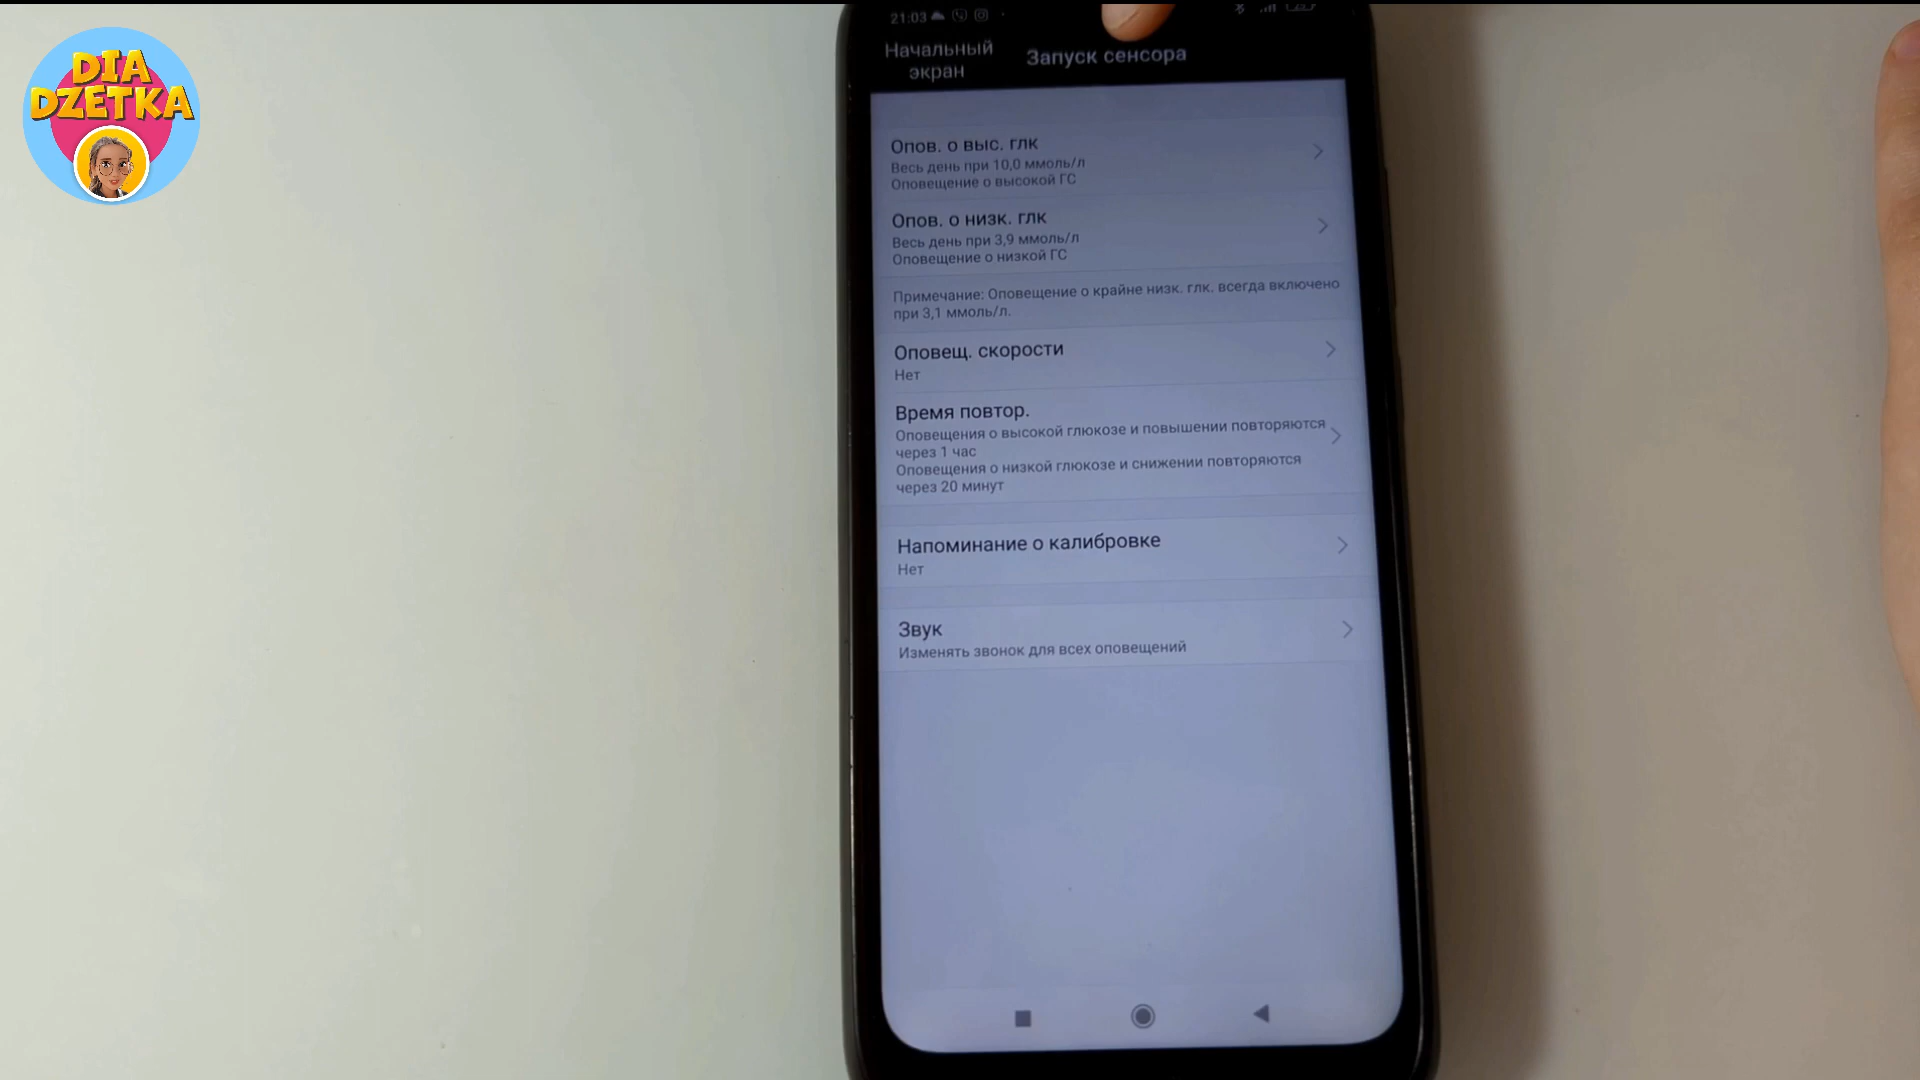 DIA
DZETKA
21:03
Начальный
экран
Запуск сенсора
Опов. о выс. глк
Весь день при 10,0 ммоль/л
Оповещение о высокой ГС
Опов. о низк. глк
Весь день при 3,9 ммоль/л
Оповещение о низкой ГС
Примечание: Оповещение о крайне низк. глк. всегда включено
при 3,1 ммоль/л.
Оповещ. скорости
Нет
Время повтор.
Оповещения о высокой глюкозе и повышении повторяются
через 1 час
Оповещения о низкой глюкозе и снижении повторяются
через 20 минут
Напоминание о калибровке
Нет
Звук
Изменять звонок для всех оповещений